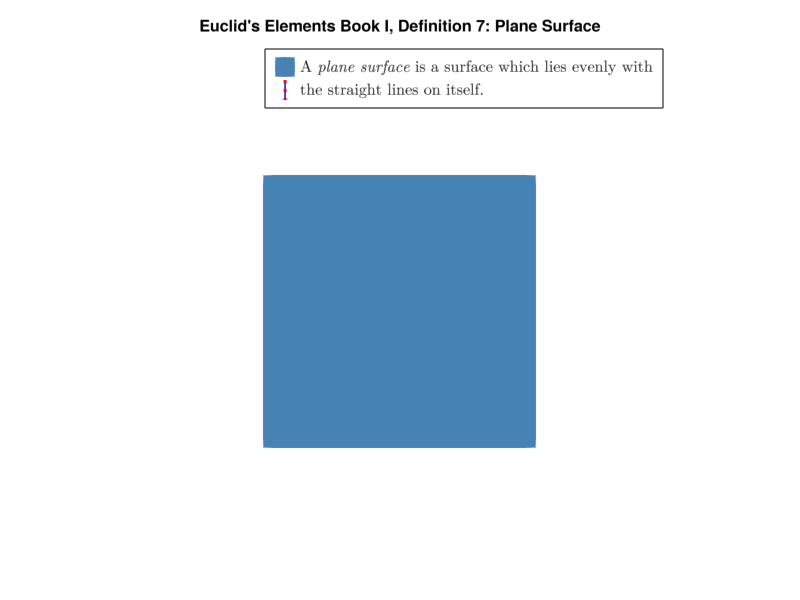 Euclid's Elements Book I, Definition 7: Plane Surface
A plane surface is a surface which lies evenly with
the straight lines on itself.